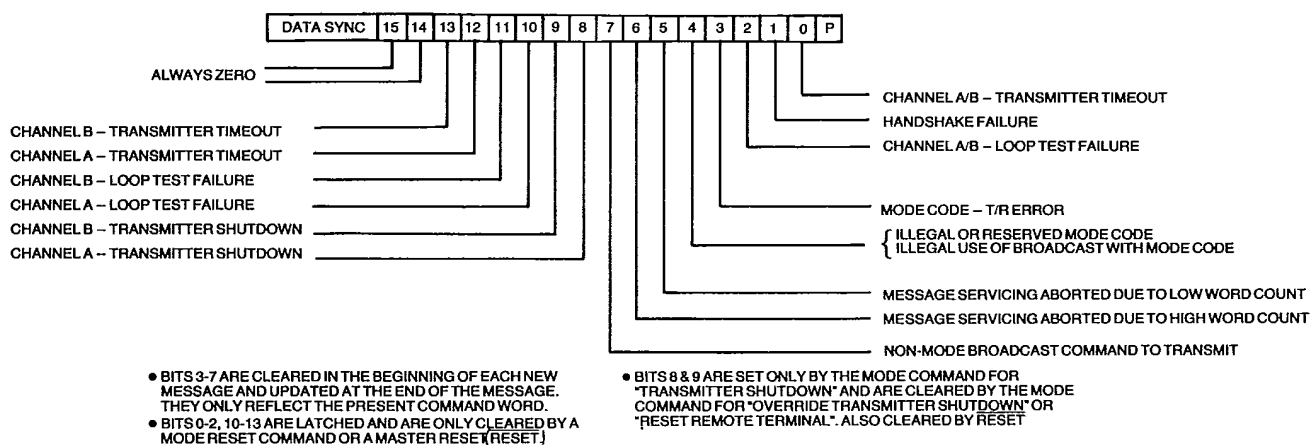 DATA SYNC 15 14 13 12 11 10 9 8 7 6 5 4 3 2 1 0 P
ALWAYS ZERO
CHANNEL B – TRANSMITTER TIMEOUT
CHANNEL A – TRANSMITTER TIMEOUT
CHANNEL B – LOOP TEST FAILURE
CHANNEL A – LOOP TEST FAILURE
CHANNEL B – TRANSMITTER SHUTDOWN
CHANNEL A – TRANSMITTER SHUTDOWN
CHANNEL A/B – TRANSMITTER TIMEOUT
HANDSHAKE FAILURE
CHANNEL A/B – LOOP TEST FAILURE
MODE CODE – T/R ERROR
{ ILLEGAL OR RESERVED MODE CODE
ILLEGAL USE OF BROADCAST WITH MODE CODE
MESSAGE SERVICING ABORTED DUE TO LOW WORD COUNT
MESSAGE SERVICING ABORTED DUE TO HIGH WORD COUNT
NON-MODE BROADCAST COMMAND TO TRANSMIT
● BITS 3-7 ARE CLEARED IN THE BEGINNING OF EACH NEW
MESSAGE AND UPDATED AT THE END OF THE MESSAGE.
THEY ONLY REFLECT THE PRESENT COMMAND WORD.
● BITS 0-2, 10-13 ARE LATCHED AND ARE ONLY CLEARED BY A
MODE RESET COMMAND OR A MASTER RESET (RESET.)
● BITS 8 & 9 ARE SET ONLY BY THE MODE COMMAND FOR
"TRANSMITTER SHUTDOWN" AND ARE CLEARED BY THE MODE
COMMAND FOR "OVERRIDE TRANSMITTER SHUTDOWN" OR
"RESET REMOTE TERMINAL". ALSO CLEARED BY RESET